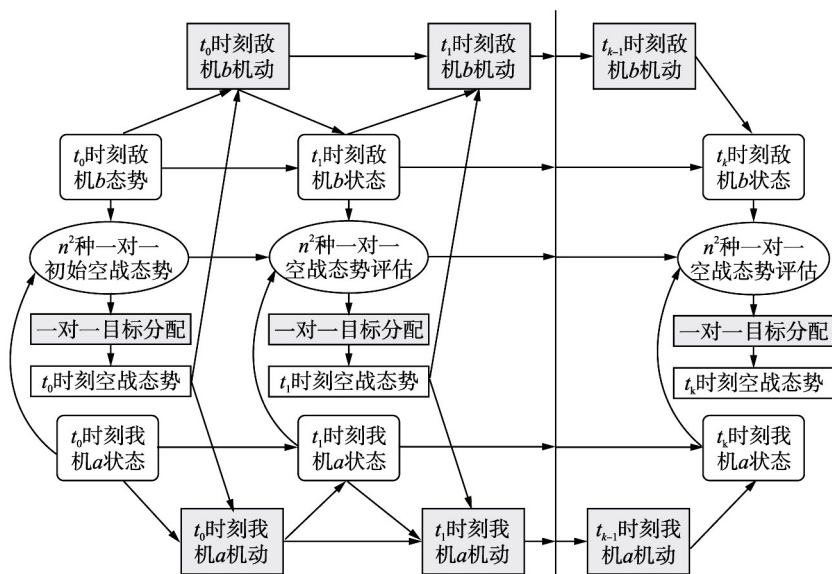 t₀时刻敌
机b机动
t₁时刻敌
机b机动
tₖ₋₁时刻敌
机b机动
t₀时刻敌
机b态势
t₁时刻敌
机b状态
tₖ时刻敌
机b状态
n²种一对一
初始空战态势
n²种一对一
空战态势评估
n²种一对一
空战态势评估
一对一目标分配
一对一目标分配
一对一目标分配
t₀时刻空战态势
t₁时刻空战态势
tₖ时刻空战态势
t₀时刻我
机a状态
t₁时刻我
机a状态
tₖ时刻我
机a状态
t₀时刻我
机a机动
t₁时刻我
机a机动
tₖ₋₁时刻我
机a机动